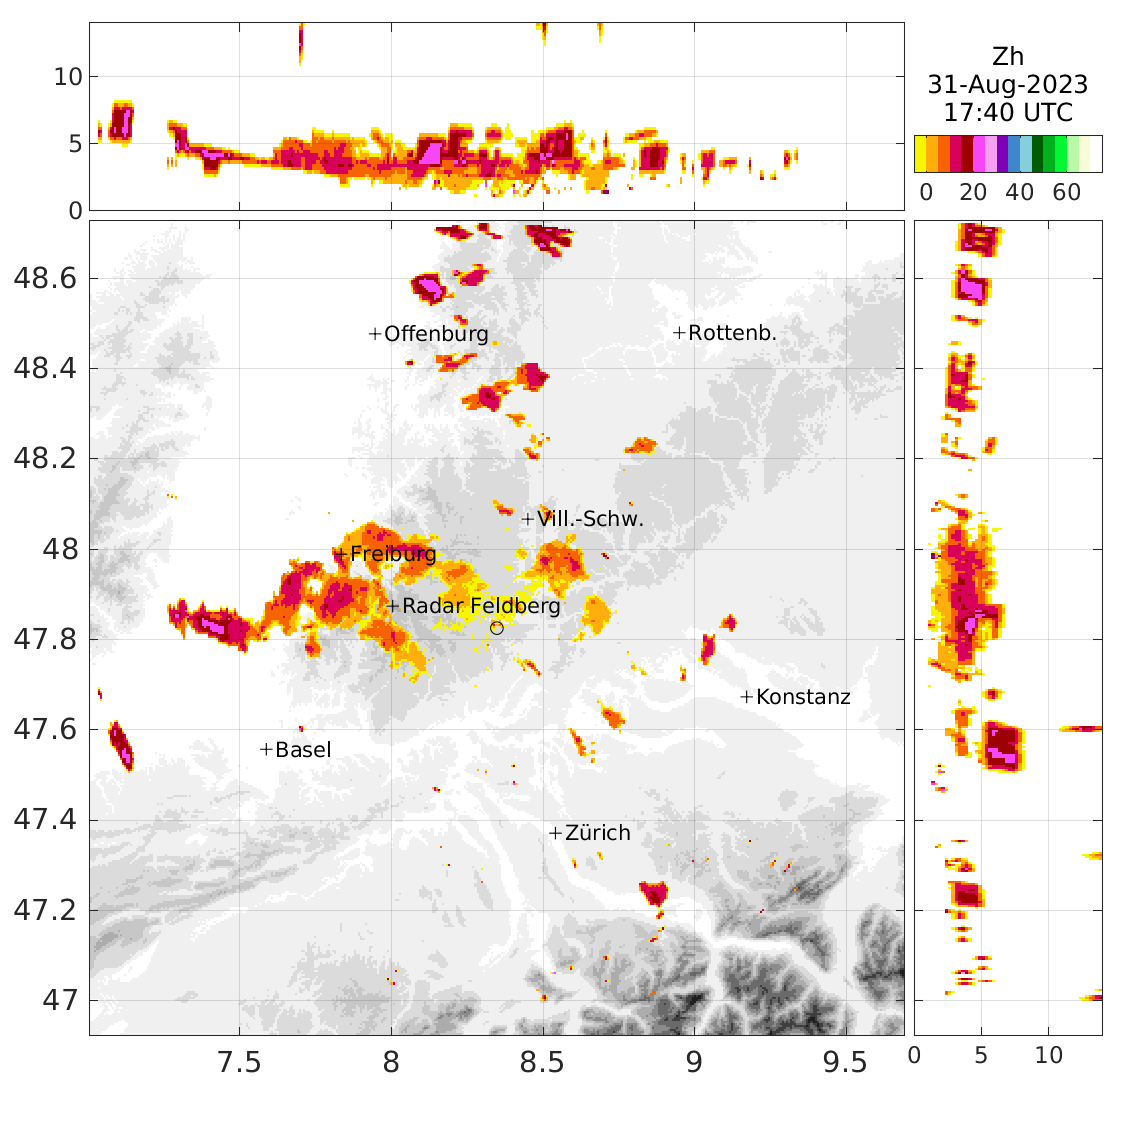 Zh
31-Aug-2023
17:40 UTC
0 20 40 60
10
5
0
48.6
48.4
48.2
48
47.8
47.6
47.4
47.2
47
Offenburg
Rottenb.
Vill.-Schw.
Freiburg
Radar Feldberg
Konstanz
Basel
Zürich
7.5 8 8.5 9 9.5
0 5 10